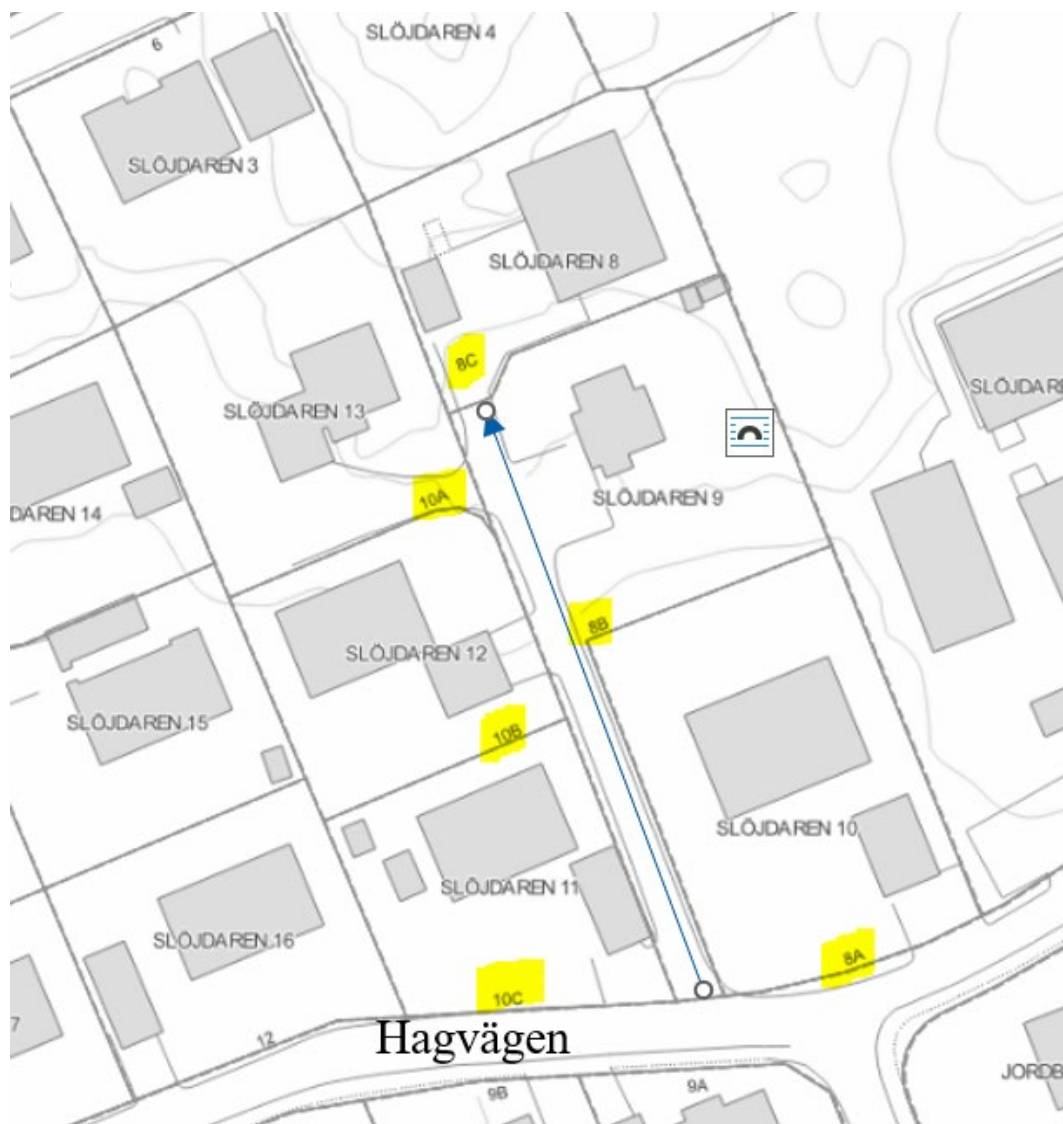 SLÖJDAREN 4
6
SLÖJDAREN 3
SLÖJDAREN 8
8C
SLÖJDAREN 13
SLÖJDARE
10A
SLÖJDAREN 9
DAREN 14
8B
SLÖJDAREN 12
SLÖJDAREN 15
10B
SLÖJDAREN 10
SLÖJDAREN 11
SLÖJDAREN 16
8A
10C
7
12
Hagvägen
JORDB
9B
9A